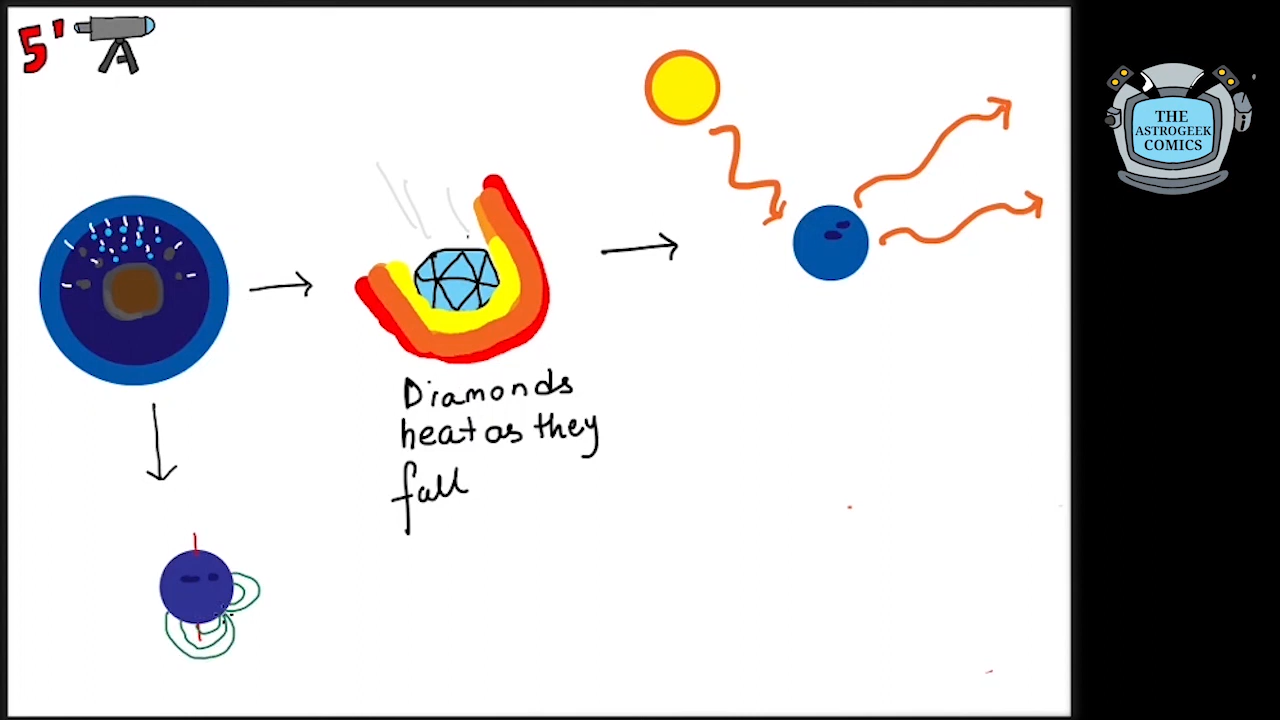 5'
THE
ASTROGEEK
COMICS
Diamonds
heat as they
fall